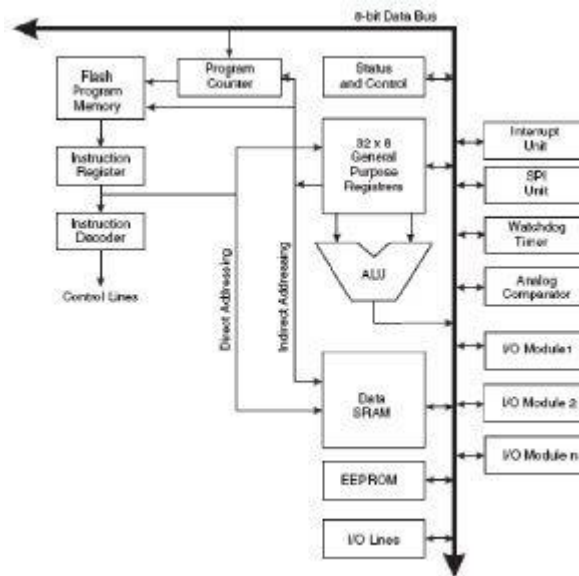 8-bit Data Bus
Flash
Program
Memory
Program
Counter
Status
and Control
Instruction
Register
32 x 8
General
Purpose
Registrers
Interrupt
Unit
SPI
Unit
Instruction
Decoder
Watchdog
Timer
ALU
Control Lines
Direct Addressing
Indirect Addressing
Analog
Comparator
I/O Module1
Data
SRAM
I/O Module 2
I/O Module n
EEPROM
I/O Lines